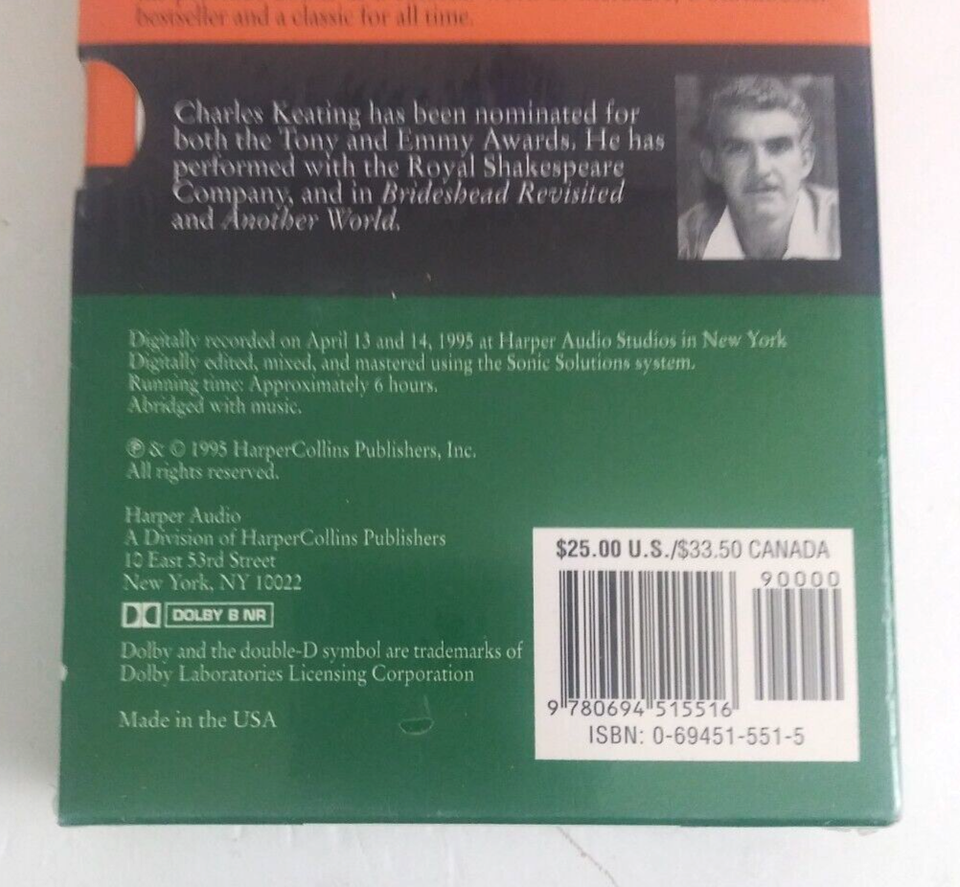 bestseller and a classic for all time.
Charles Keating has been nominated for
both the Tony and Emmy Awards. He has
performed with the Royal Shakespeare
Company, and in Brideshead Revisited
and Another World.
Digitally recorded on April 13 and 14, 1995 at Harper Audio Studios in New York
Digitally edited, mixed, and mastered using the Sonic Solutions system.
Running time: Approximately 6 hours.
Abridged with music.
℗ & © 1995 HarperCollins Publishers, Inc.
All rights reserved.
Harper Audio
A Division of HarperCollins Publishers
10 East 53rd Street
New York, NY 10022
DOLBY B NR
Dolby and the double-D symbol are trademarks of
Dolby Laboratories Licensing Corporation
Made in the USA
$25.00 U.S./$33.50 CANADA
90000
9 780694 515516
ISBN: 0-69451-551-5